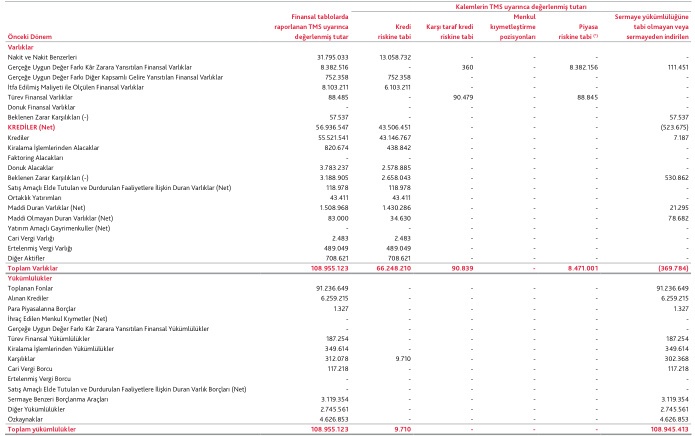 Kalemlerin TMS uyarınca değerlenmiş tutarı
Önceki Dönem Finansal tablolarda raporlanan TMS uyarınca değerlenmiş tutar Kredi riskine tabi Karşı taraf kredi riskine tabi Menkul kıymetleştirme pozisyonları Piyasa riskine tabi (*) Sermaye yükümlülüğüne tabi olmayan veya sermayeden indirilen
Varlıklar
Nakit ve Nakit Benzerleri 31.795.033 13.058.732 - - - -
Gerçeğe Uygun Değer Farkı Kâr Zarara Yansıtılan Finansal Varlıklar 8.382.516 - 360 - 8.382.156 111.451
Gerçeğe Uygun Değer Farkı Diğer Kapsamlı Gelire Yansıtılan Finansal Varlıklar 752.358 752.358 - - - -
İtfa Edilmiş Maliyeti ile Ölçülen Finansal Varlıklar 8.103.211 6.103.211 - - - -
Türev Finansal Varlıklar 88.485 - 90.479 - 88.845 -
Donuk Finansal Varlıklar - - - - - -
Beklenen Zarar Karşılıkları (-) 57.537 - - - - 57.537
KREDİLER (Net) 56.936.547 43.506.451 - - - (523.675)
Krediler 55.521.541 43.146.767 - - - 7.187
Kiralama İşlemlerinden Alacaklar 820.674 438.842 - - - -
Faktoring Alacakları - - - - - -
Donuk Alacaklar 3.783.237 2.578.885 - - - -
Beklenen Zarar Karşılıkları (-) 3.188.905 2.658.043 - - - 530.862
Satış Amaçlı Elde Tutulan ve Durdurulan Faaliyetlere İlişkin Duran Varlıklar (Net) 118.978 118.978 - - - -
Ortaklık Yatırımları 43.411 43.411 - - - -
Maddi Duran Varlıklar (Net) 1.508.968 1.430.286 - - - 21.295
Maddi Olmayan Duran Varlıklar (Net) 83.000 34.630 - - - 78.682
Yatırım Amaçlı Gayrimenkuller (Net) - - - - - -
Cari Vergi Varlığı 2.483 2.483 - - - -
Ertelenmiş Vergi Varlığı 489.049 489.049 - - - -
Diğer Aktifler 708.621 708.621 - - - -
Toplam Varlıklar 108.955.123 66.248.210 90.839 - 8.471.001 (369.784)
Yükümlülükler
Toplanan Fonlar 91.236.649 - - - - 91.236.649
Alınan Krediler 6.259.215 - - - - 6.259.215
Para Piyasalarına Borçlar 1.327 - - - - 1.327
İhraç Edilen Menkul Kıymetler (Net) - - - - - -
Gerçeğe Uygun Değer Farkı Kâr Zarara Yansıtılan Finansal Yükümlülükler - - - - - -
Türev Finansal Yükümlülükler 187.254 - - - - 187.254
Kiralama İşlemlerinden Yükümlülükler 349.614 - - - - 349.614
Karşılıklar 312.078 9.710 - - - 302.368
Cari Vergi Borcu 117.218 - - - - 117.218
Ertelenmiş Vergi Borcu - - - - - -
Satış Amaçlı Elde Tutulan ve Durdurulan Faaliyetlere İlişkin Duran Varlık Borçları (Net) - - - - - -
Sermaye Benzeri Borçlanma Araçları 3.119.354 - - - - 3.119.354
Diğer Yükümlülükler 2.745.561 - - - - 2.745.561
Özkaynaklar 4.626.853 - - - - 4.626.853
Toplam yükümlülükler 108.955.123 9.710 - - - 108.945.413